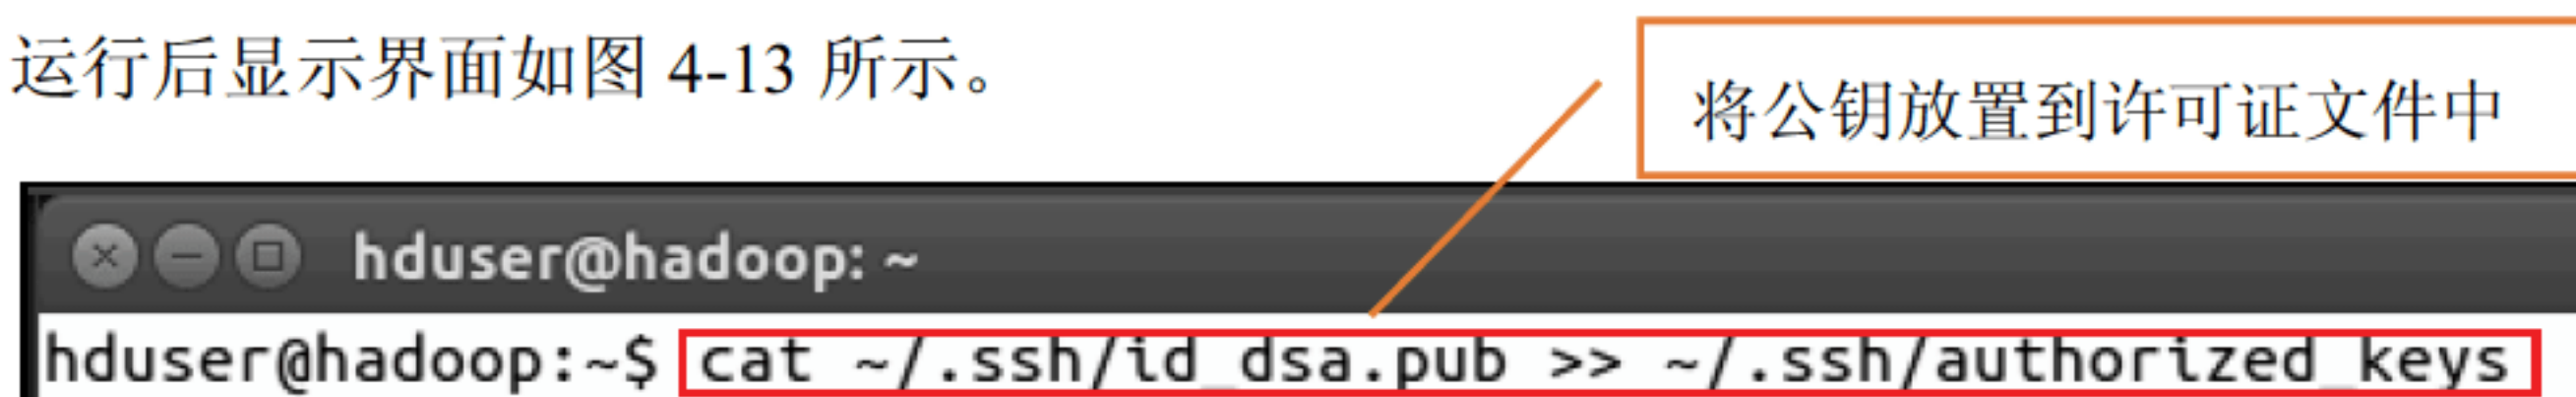 运行后显示界面如图 4-13 所示。
将公钥放置到许可证文件中
hduser@hadoop: ~
hduser@hadoop:~$ cat ~/.ssh/id_dsa.pub >> ~/.ssh/authorized_keys